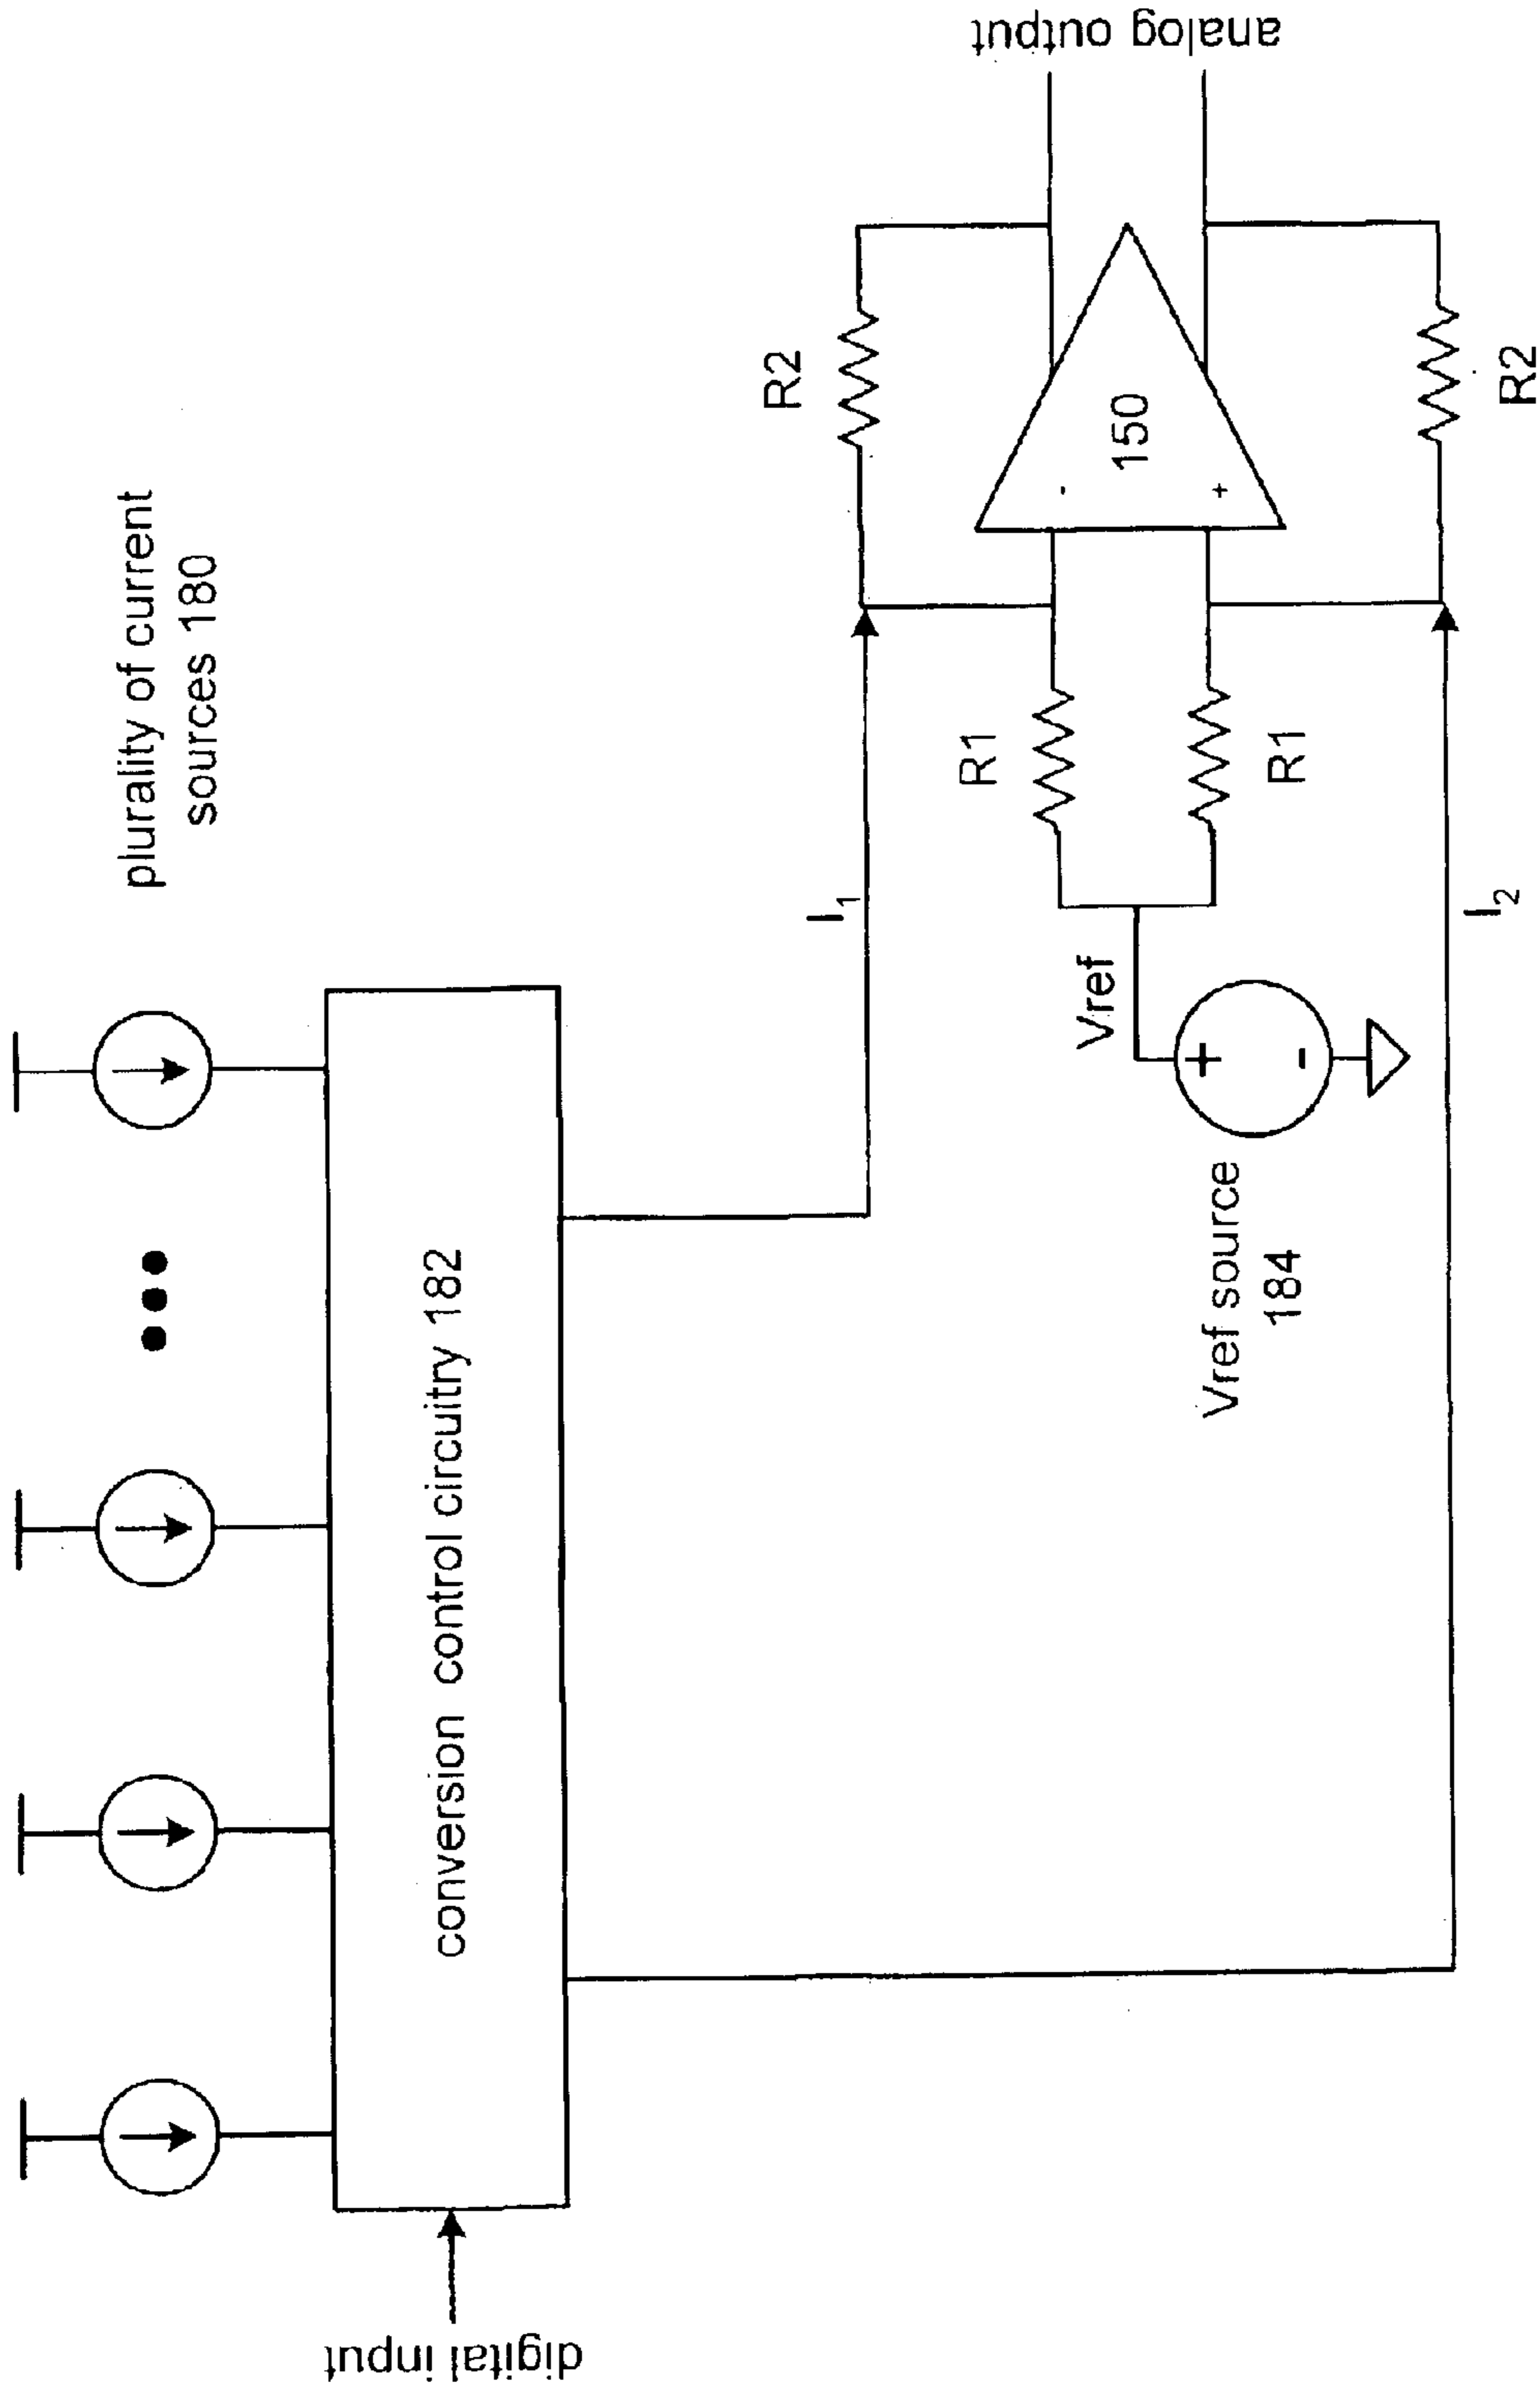 plurality of current
sources 180
digital input
conversion control circuitry 182
I1
I2
R2
R1
Vref
+
-
Vref source
184
R1
-
+
150
R2
analog output